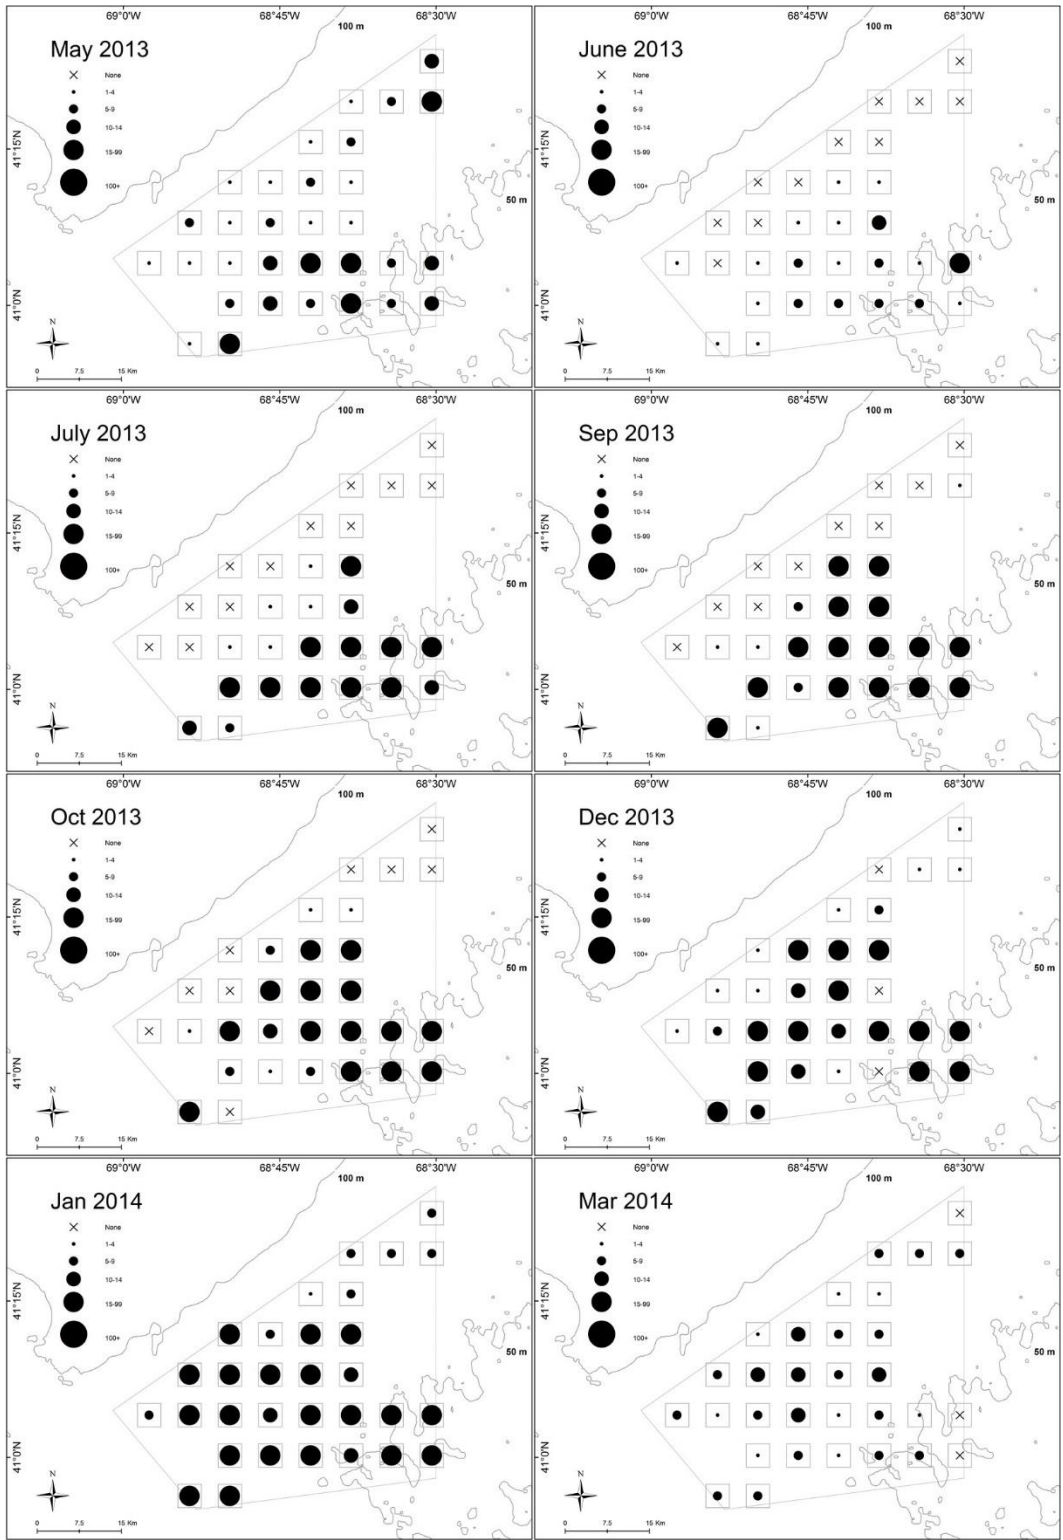 69°0'W 68°45'W 68°30'W
100 m
May 2013
None
1-4
5-9
10-14
15-99
100+
41°15'N
50 m
41°0'N
N
0 7.5 15 Km
June 2013
None
1-4
5-9
10-14
15-99
100+
41°15'N
50 m
41°0'N
N
0 7.5 15 Km
69°0'W 68°45'W 68°30'W
100 m
69°0'W 68°45'W 68°30'W
100 m
July 2013
None
1-4
5-9
10-14
15-99
100+
41°15'N
50 m
41°0'N
N
0 7.5 15 Km
69°0'W 68°45'W 68°30'W
100 m
Sep 2013
None
1-4
5-9
10-14
15-99
100+
41°15'N
50 m
41°0'N
N
0 7.5 15 Km
69°0'W 68°45'W 68°30'W
100 m
Oct 2013
None
1-4
5-9
10-14
15-99
100+
41°15'N
50 m
41°0'N
N
0 7.5 15 Km
69°0'W 68°45'W 68°30'W
100 m
Dec 2013
None
1-4
5-9
10-14
15-99
100+
41°15'N
50 m
41°0'N
N
0 7.5 15 Km
69°0'W 68°45'W 68°30'W
100 m
Jan 2014
None
1-4
5-9
10-14
15-99
100+
41°15'N
50 m
41°0'N
N
0 7.5 15 Km
69°0'W 68°45'W 68°30'W
100 m
Mar 2014
None
1-4
5-9
10-14
15-99
100+
41°15'N
50 m
41°0'N
N
0 7.5 15 Km